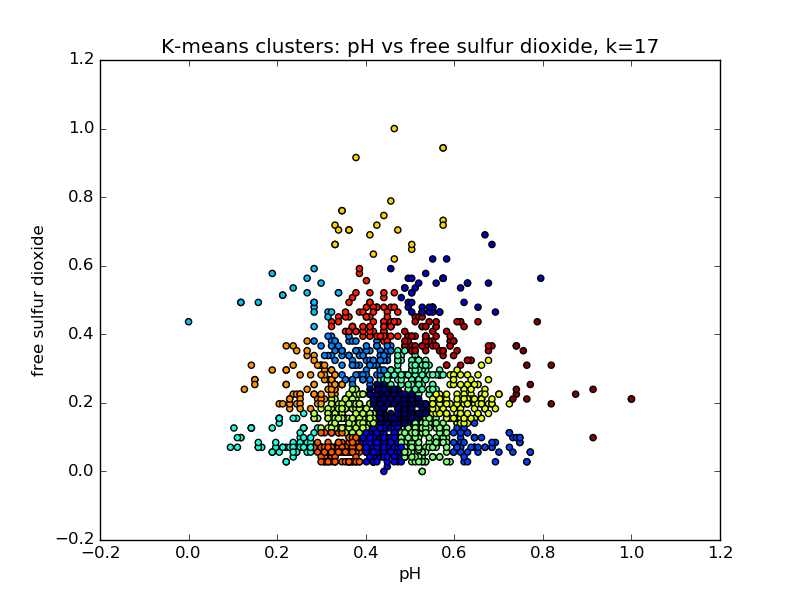 K-means clusters: pH vs free sulfur dioxide, k=17
1.2
1.0
0.8
0.6
0.4
0.2
0.0
−0.2
free sulfur dioxide
−0.2 0.0 0.2 0.4 0.6 0.8 1.0 1.2
pH